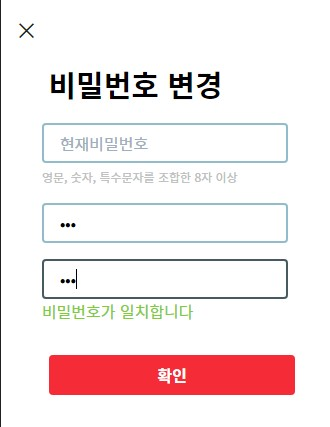 비밀번호 변경
현재비밀번호
영문, 숫자, 특수문자를 조합한 8자 이상
•••
•••
비밀번호가 일치합니다
확인